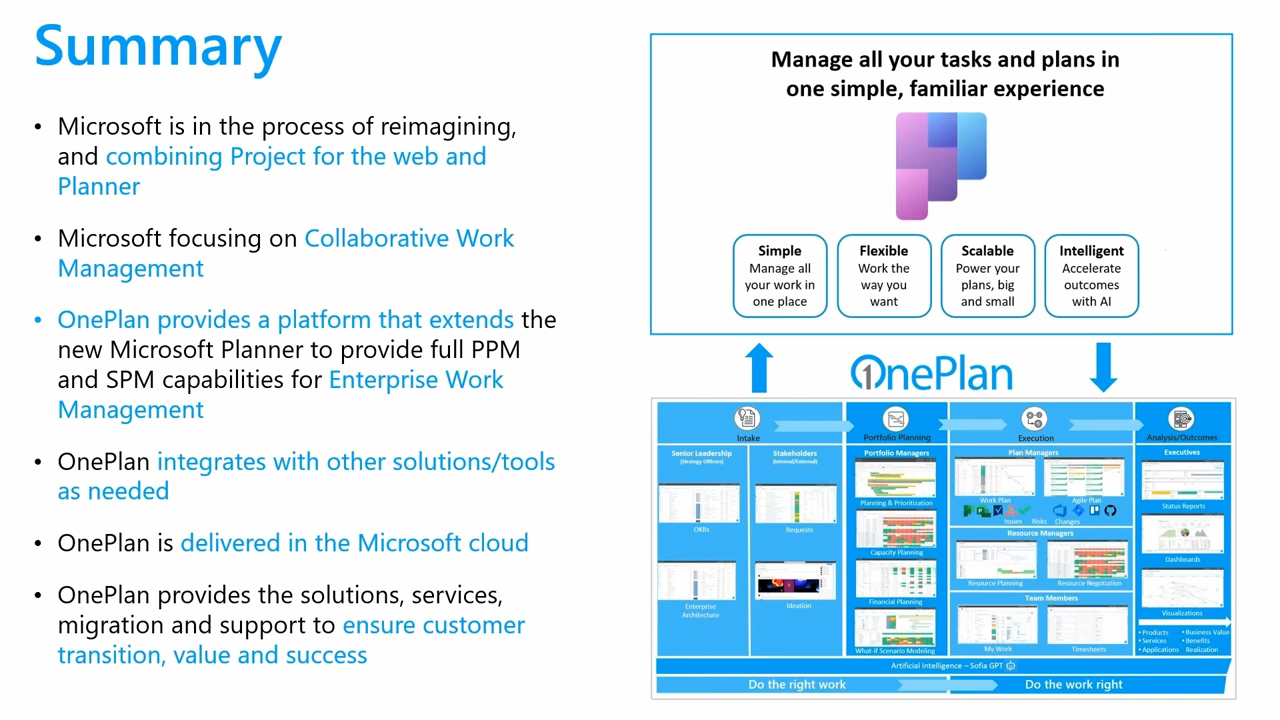 Summary
• Microsoft is in the process of reimagining,
and combining Project for the web and
Planner
• Microsoft focusing on Collaborative Work
Management
• OnePlan provides a platform that extends the
new Microsoft Planner to provide full PPM
and SPM capabilities for Enterprise Work
Management
• OnePlan integrates with other solutions/tools
as needed
• OnePlan is delivered in the Microsoft cloud
• OnePlan provides the solutions, services,
migration and support to ensure customer
transition, value and success
Manage all your tasks and plans in
one simple, familiar experience
Simple
Manage all
your work in
one place
Flexible
Work the
way you
want
Scalable
Power your
plans, big
and small
Intelligent
Accelerate
outcomes
with AI
OnePlan
Intake
Portfolio Planning
Execution
Analysis/Outcomes
Senior Leadership
(Strategy Offices)
OKRs
Enterprise
Architecture
Stakeholders
(Internal/External)
Requests
Ideation
Portfolio Managers
Planning & Prioritization
Capacity Planning
Financial Planning
What-if Scenario Modeling
Plan Managers
Work Plan
Agile Plan
Issues Risks Changes
Resource Managers
Resource Planning
Resource Negotiation
Team Members
My Work
Timesheets
Executives
Status Reports
Dashboards
Visualizations
• Products
• Services
• Applications
• Business Value
• Benefits
Realization
Artificial Intelligence – Sofia GPT
Do the right work
Do the work right